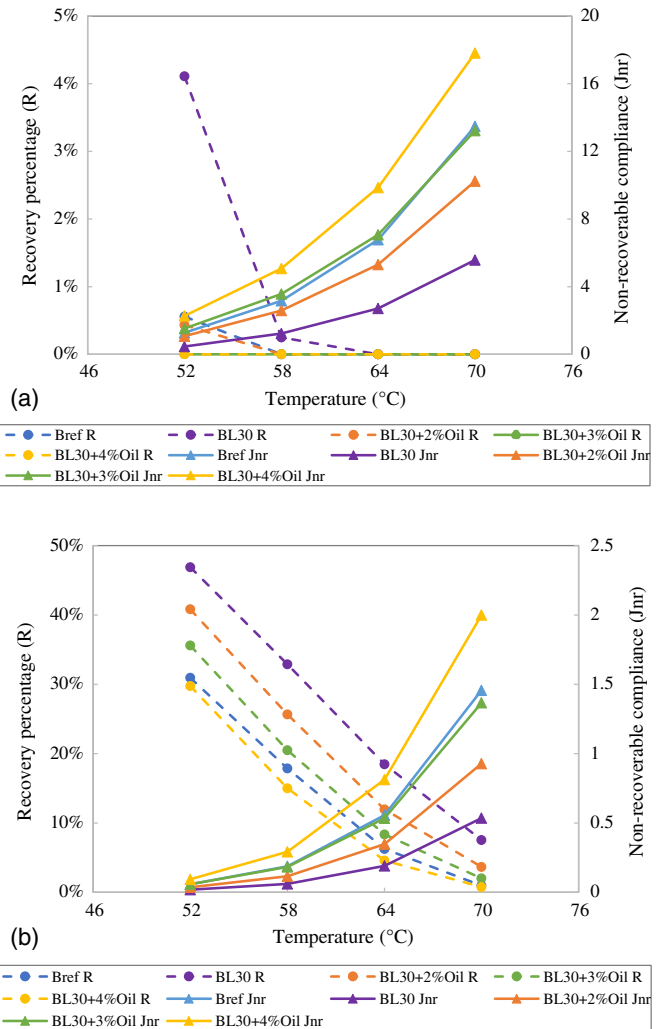 5%
4%
3%
2%
1%
0%
Recovery percentage (R)
20
16
12
8
4
0
Non-recoverable compliance (Jnr)
46 52 58 64 70 76
Temperature (°C)
(a)
Bref R BL30 R BL30+2%Oil R BL30+3%Oil R
BL30+4%Oil R Bref Jnr BL30 Jnr BL30+2%Oil Jnr
BL30+3%Oil Jnr BL30+4%Oil Jnr
50%
40%
30%
20%
10%
0%
Recovery percentage (R)
2.5
2
1.5
1
0.5
0
Non-recoverable compliance (Jnr)
46 52 58 64 70 76
Temperature (°C)
(b)
Bref R BL30 R BL30+2%Oil R BL30+3%Oil R
BL30+4%Oil R Bref Jnr BL30 Jnr BL30+2%Oil Jnr
BL30+3%Oil Jnr BL30+4%Oil Jnr